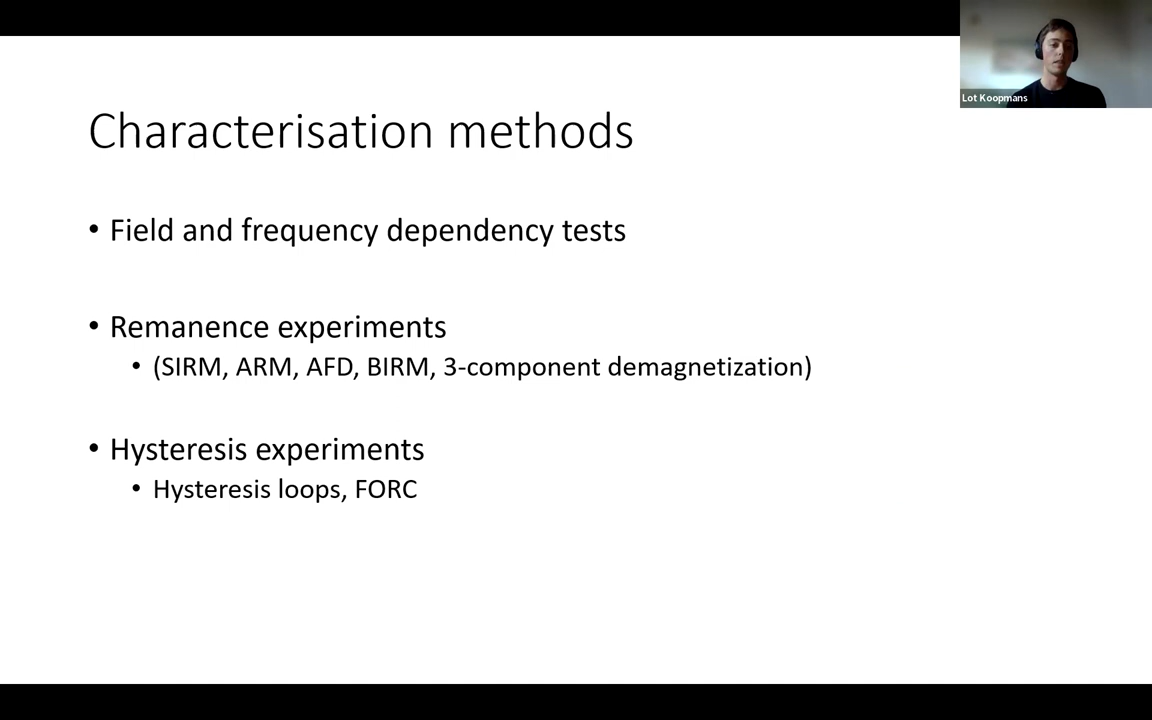 Lot Koopmans
Characterisation methods
• Field and frequency dependency tests
• Remanence experiments
• (SIRM, ARM, AFD, BIRM, 3-component demagnetization)
• Hysteresis experiments
• Hysteresis loops, FORC